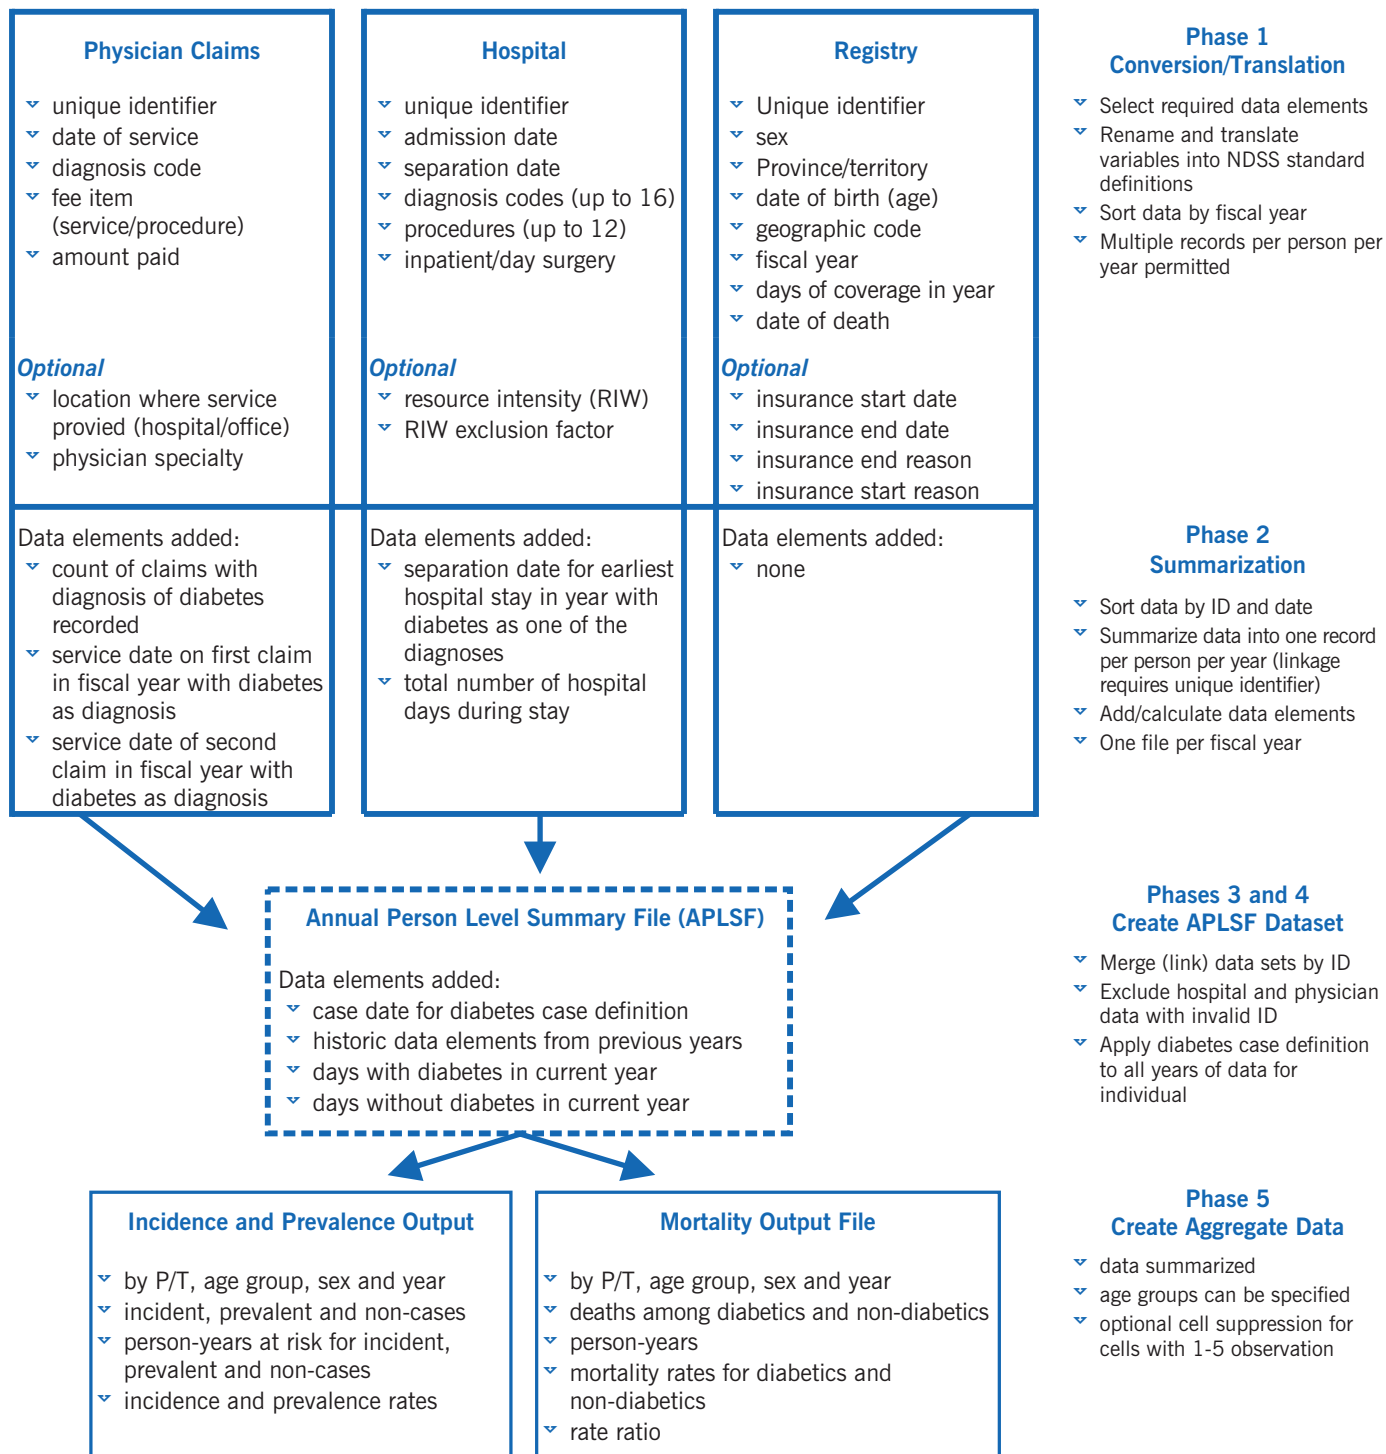 Physician Claims
unique identifier
date of service
diagnosis code
fee item
(service/procedure)
amount paid
Optional
location where service
provied (hospital/office)
physician specialty
Data elements added:
count of claims with
diagnosis of diabetes
recorded
service date on first claim
in fiscal year with diabetes
as diagnosis
service date of second
claim in fiscal year with
diabetes as diagnosis
Hospital
unique identifier
admission date
separation date
diagnosis codes (up to 16)
procedures (up to 12)
inpatient/day surgery
Optional
resource intensity (RIW)
RIW exclusion factor
Data elements added:
separation date for earliest
hospital stay in year with
diabetes as one of the
diagnoses
total number of hospital
days during stay
Registry
Unique identifier
sex
Province/territory
date of birth (age)
geographic code
fiscal year
days of coverage in year
date of death
Optional
insurance start date
insurance end date
insurance end reason
insurance start reason
Data elements added:
none
Phase 1
Conversion/Translation
Select required data elements
Rename and translate
variables into NDSS standard
definitions
Sort data by fiscal year
Multiple records per person per
year permitted
Phase 2
Summarization
Sort data by ID and date
Summarize data into one record
per person per year (linkage
requires unique identifier)
Add/calculate data elements
One file per fiscal year
Annual Person Level Summary File (APLSF)
Data elements added:
case date for diabetes case definition
historic data elements from previous years
days with diabetes in current year
days without diabetes in current year
Phases 3 and 4
Create APLSF Dataset
Merge (link) data sets by ID
Exclude hospital and physician
data with invalid ID
Apply diabetes case definition
to all years of data for
individual
Incidence and Prevalence Output
by P/T, age group, sex and year
incident, prevalent and non-cases
person-years at risk for incident,
prevalent and non-cases
incidence and prevalence rates
Mortality Output File
by P/T, age group, sex and year
deaths among diabetics and non-diabetics
person-years
mortality rates for diabetics and
non-diabetics
rate ratio
Phase 5
Create Aggregate Data
data summarized
age groups can be specified
optional cell suppression for
cells with 1-5 observation